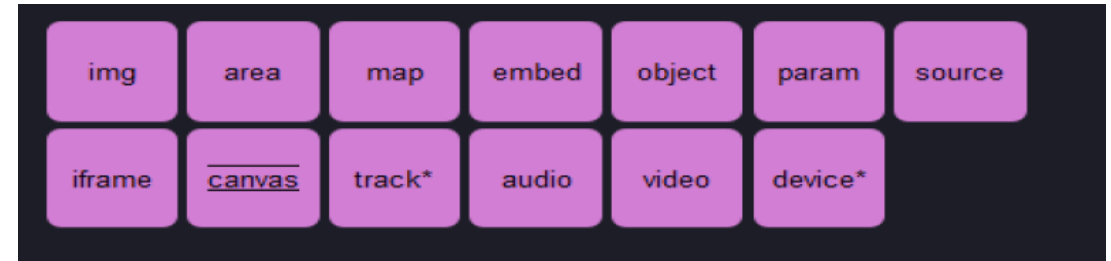 img area map embed object param source
iframe canvas track* audio video device*